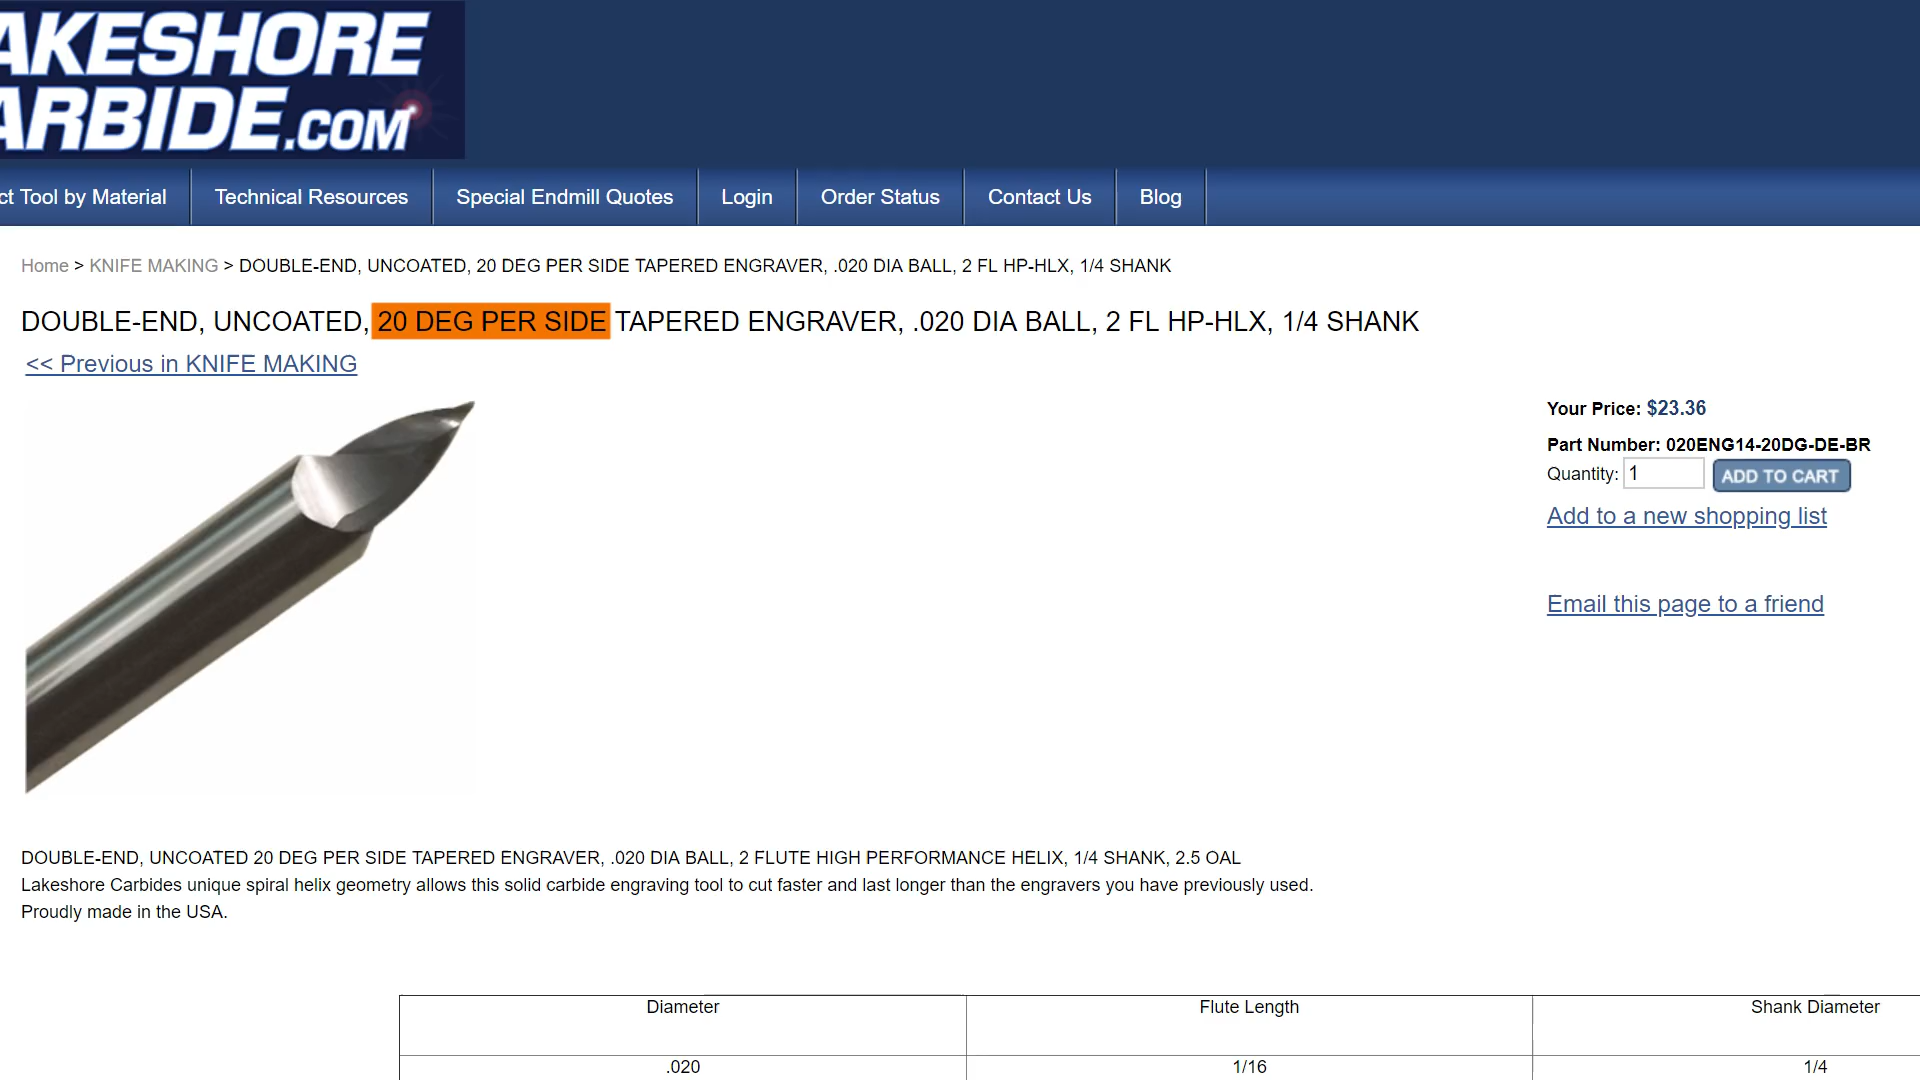 AKESHORE
ARBIDE.COM
ct Tool by Material Technical Resources Special Endmill Quotes Login Order Status Contact Us Blog
Home > KNIFE MAKING > DOUBLE-END, UNCOATED, 20 DEG PER SIDE TAPERED ENGRAVER, .020 DIA BALL, 2 FL HP-HLX, 1/4 SHANK
DOUBLE-END, UNCOATED, 20 DEG PER SIDE TAPERED ENGRAVER, .020 DIA BALL, 2 FL HP-HLX, 1/4 SHANK
<< Previous in KNIFE MAKING
Your Price: $23.36
Part Number: 020ENG14-20DG-DE-BR
Quantity: 1 ADD TO CART
Add to a new shopping list
Email this page to a friend
DOUBLE-END, UNCOATED 20 DEG PER SIDE TAPERED ENGRAVER, .020 DIA BALL, 2 FLUTE HIGH PERFORMANCE HELIX, 1/4 SHANK, 2.5 OAL
Lakeshore Carbides unique spiral helix geometry allows this solid carbide engraving tool to cut faster and last longer than the engravers you have previously used.
Proudly made in the USA.
Diameter Flute Length Shank Diameter
.020 1/16 1/4